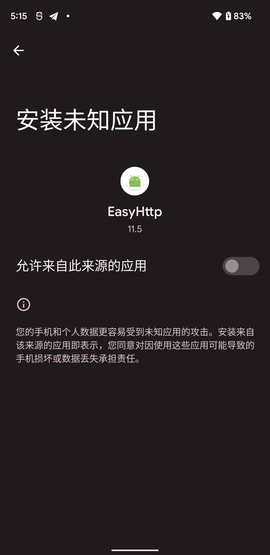 5:15
83%
安装未知应用
EasyHttp
11.5
允许来自此来源的应用
您的手机和个人数据更容易受到未知应用的攻击。安装来自
该来源的应用即表示，您同意对因使用这些应用可能导致的
手机损坏或数据丢失承担责任。